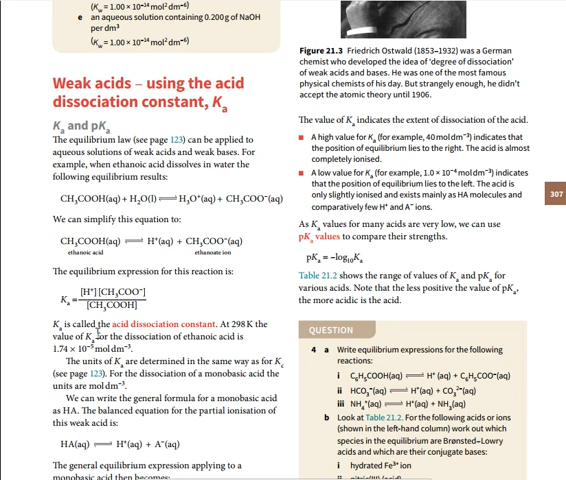 (Kw = 1.00 × 10⁻¹⁴ mol² dm⁻⁶)
e an aqueous solution containing 0.200 g of NaOH
per dm³
(Kw = 1.00 × 10⁻¹⁴ mol² dm⁻⁶)
Weak acids – using the acid
dissociation constant, Ka
Ka and pKa
The equilibrium law (see page 123) can be applied to
aqueous solutions of weak acids and weak bases. For
example, when ethanoic acid dissolves in water the
following equilibrium results:
CH₃COOH(aq) + H₂O(l) ⇌ H₃O⁺(aq) + CH₃COO⁻(aq)
We can simplify this equation to:
CH₃COOH(aq) ⇌ H⁺(aq) + CH₃COO⁻(aq)
ethanoic acid ethanoate ion
The equilibrium expression for this reaction is:
Ka = [H⁺] [CH₃COO⁻]
[CH₃COOH]
Ka is called the acid dissociation constant. At 298 K the
value of Ka for the dissociation of ethanoic acid is
1.74 × 10⁻⁵ mol dm⁻³.
The units of Ka are determined in the same way as for Kc
(see page 123). For the dissociation of a monobasic acid the
units are mol dm⁻³.
We can write the general formula for a monobasic acid
as HA. The balanced equation for the partial ionisation of
this weak acid is:
HA(aq) ⇌ H⁺(aq) + A⁻(aq)
The general equilibrium expression applying to a
monobasic acid then becomes:
Figure 21.3 Friedrich Ostwald (1853–1932) was a German
chemist who developed the idea of 'degree of dissociation'
of weak acids and bases. He was one of the most famous
physical chemists of his day. But strangely enough, he didn't
accept the atomic theory until 1906.
The value of Ka indicates the extent of dissociation of the acid.
■ A high value for Ka (for example, 40 mol dm⁻³) indicates that
the position of equilibrium lies to the right. The acid is almost
completely ionised.
■ A low value for Ka (for example, 1.0 × 10⁻⁴ mol dm⁻³) indicates
that the position of equilibrium lies to the left. The acid is
only slightly ionised and exists mainly as HA molecules and
comparatively few H⁺ and A⁻ ions.
As Ka values for many acids are very low, we can use
pKa values to compare their strengths.
pKa = –log₁₀Ka
Table 21.2 shows the range of values of Ka and pKa for
various acids. Note that the less positive the value of pKa,
the more acidic is the acid.
307
QUESTION
4 a Write equilibrium expressions for the following
reactions:
i C₆H₅COOH(aq) ⇌ H⁺(aq) + C₆H₅COO⁻(aq)
ii HCO₃⁻(aq) ⇌ H⁺(aq) + CO₃²⁻(aq)
iii NH₄⁺(aq) ⇌ H⁺(aq) + NH₃(aq)
b Look at Table 21.2. For the following acids or ions
(shown in the left-hand column) work out which
species in the equilibrium are Brønsted–Lowry
acids and which are their conjugate bases:
i hydrated Fe³⁺ ion